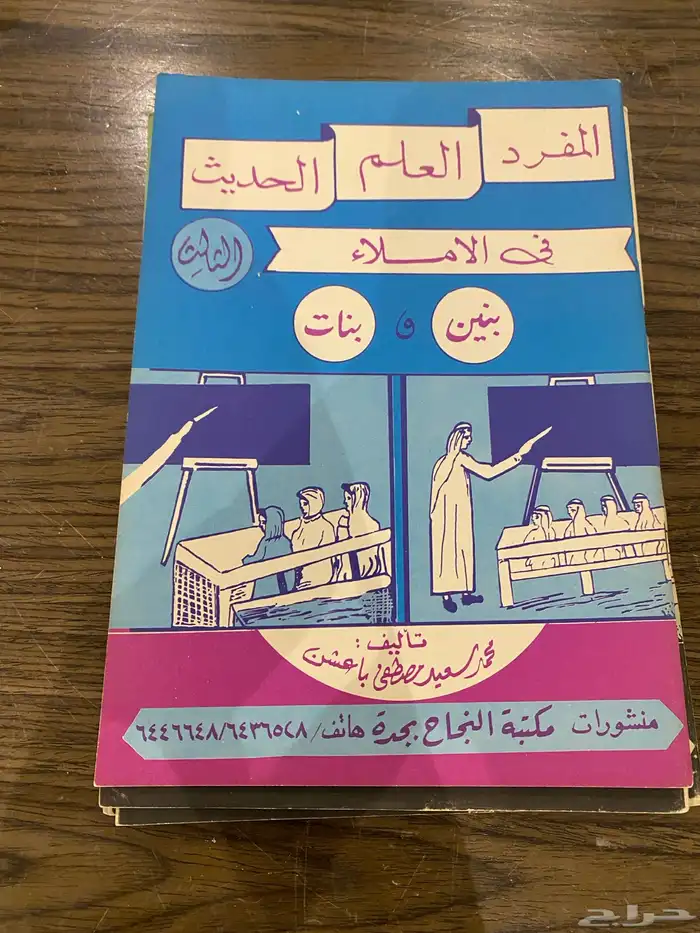 المفرد العلم الحديث
في الاملاء
الثالث
بنين و بنات
تأليف:
محمد سعيد مصطفى باعشن
منشورات مكتبة النجاح بجدة هاتف/٦٤٣٦٥٢٨/٦٤٤٦٦٤٨
حراج